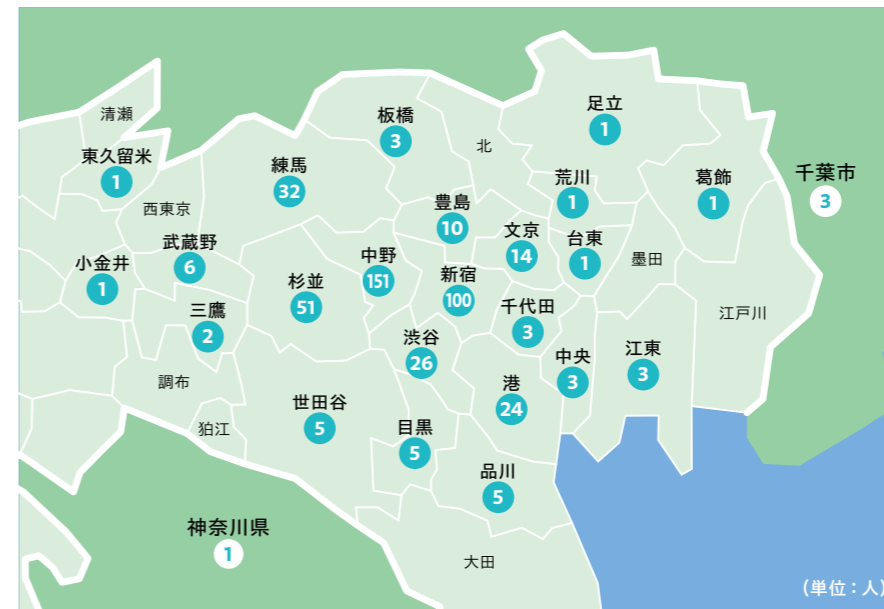 清瀬
東久留米
1
西東京
武蔵野
6
小金井
1
三鷹
2
調布
狛江
練馬
32
板橋
3
北
足立
1
荒川
1
葛飾
1
千葉市
3
豊島
10
文京
14
台東
1
墨田
江戸川
中野
151
杉並
51
新宿
100
千代田
3
渋谷
26
中央
3
江東
3
港
24
世田谷
5
目黒
5
品川
5
大田
神奈川県
1
（単位：人）